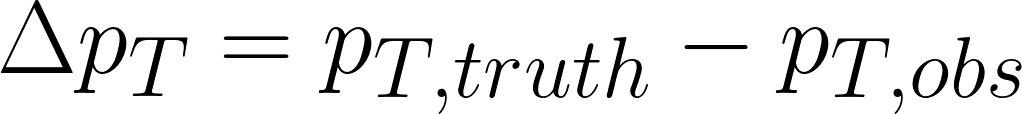 Δp_T = p_{T,truth} − p_{T,obs}